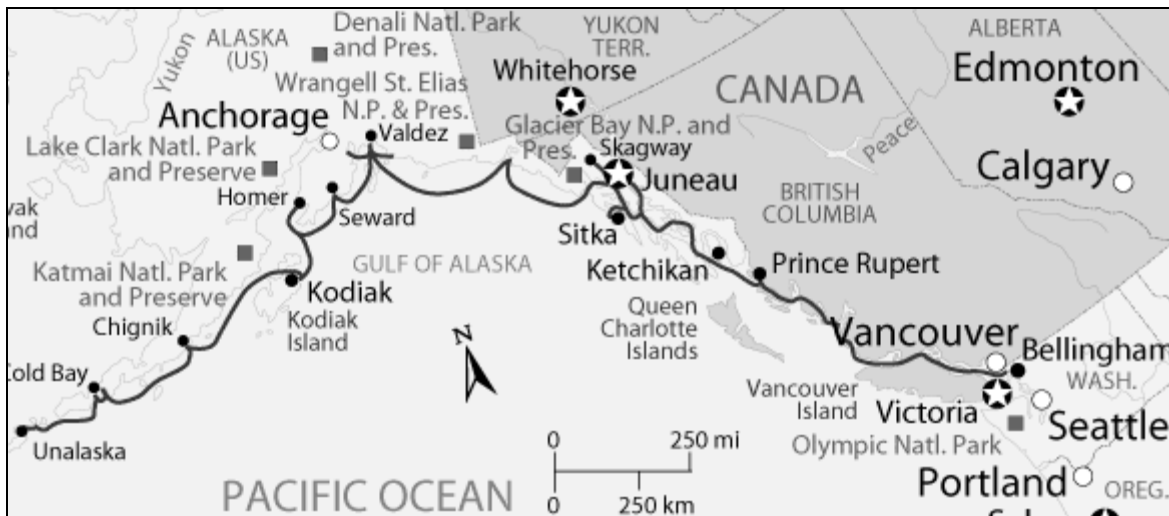 Denali Natl. Park
and Pres.
ALASKA
(US)
Yukon
YUKON
TERR.
ALBERTA
Whitehorse
Edmonton
Wrangell St. Elias
N.P. & Pres.
CANADA
Anchorage
Valdez
Glacier Bay N.P. and
Pres.
Skagway
Peace
Lake Clark Natl. Park
and Preserve
Juneau
Calgary
Homer
Seward
BRITISH
COLUMBIA
Sitka
GULF OF ALASKA
Ketchikan
Prince Rupert
Katmai Natl. Park
and Preserve
Kodiak
Kodiak
Island
Queen
Charlotte
Islands
Chignik
N
Vancouver
Bellingham
Cold Bay
WASH.
Vancouver
Island
Victoria
Seattle
Unalaska
0
250 mi
0
250 km
Olympic Natl. Park
PACIFIC OCEAN
Portland
OREG.